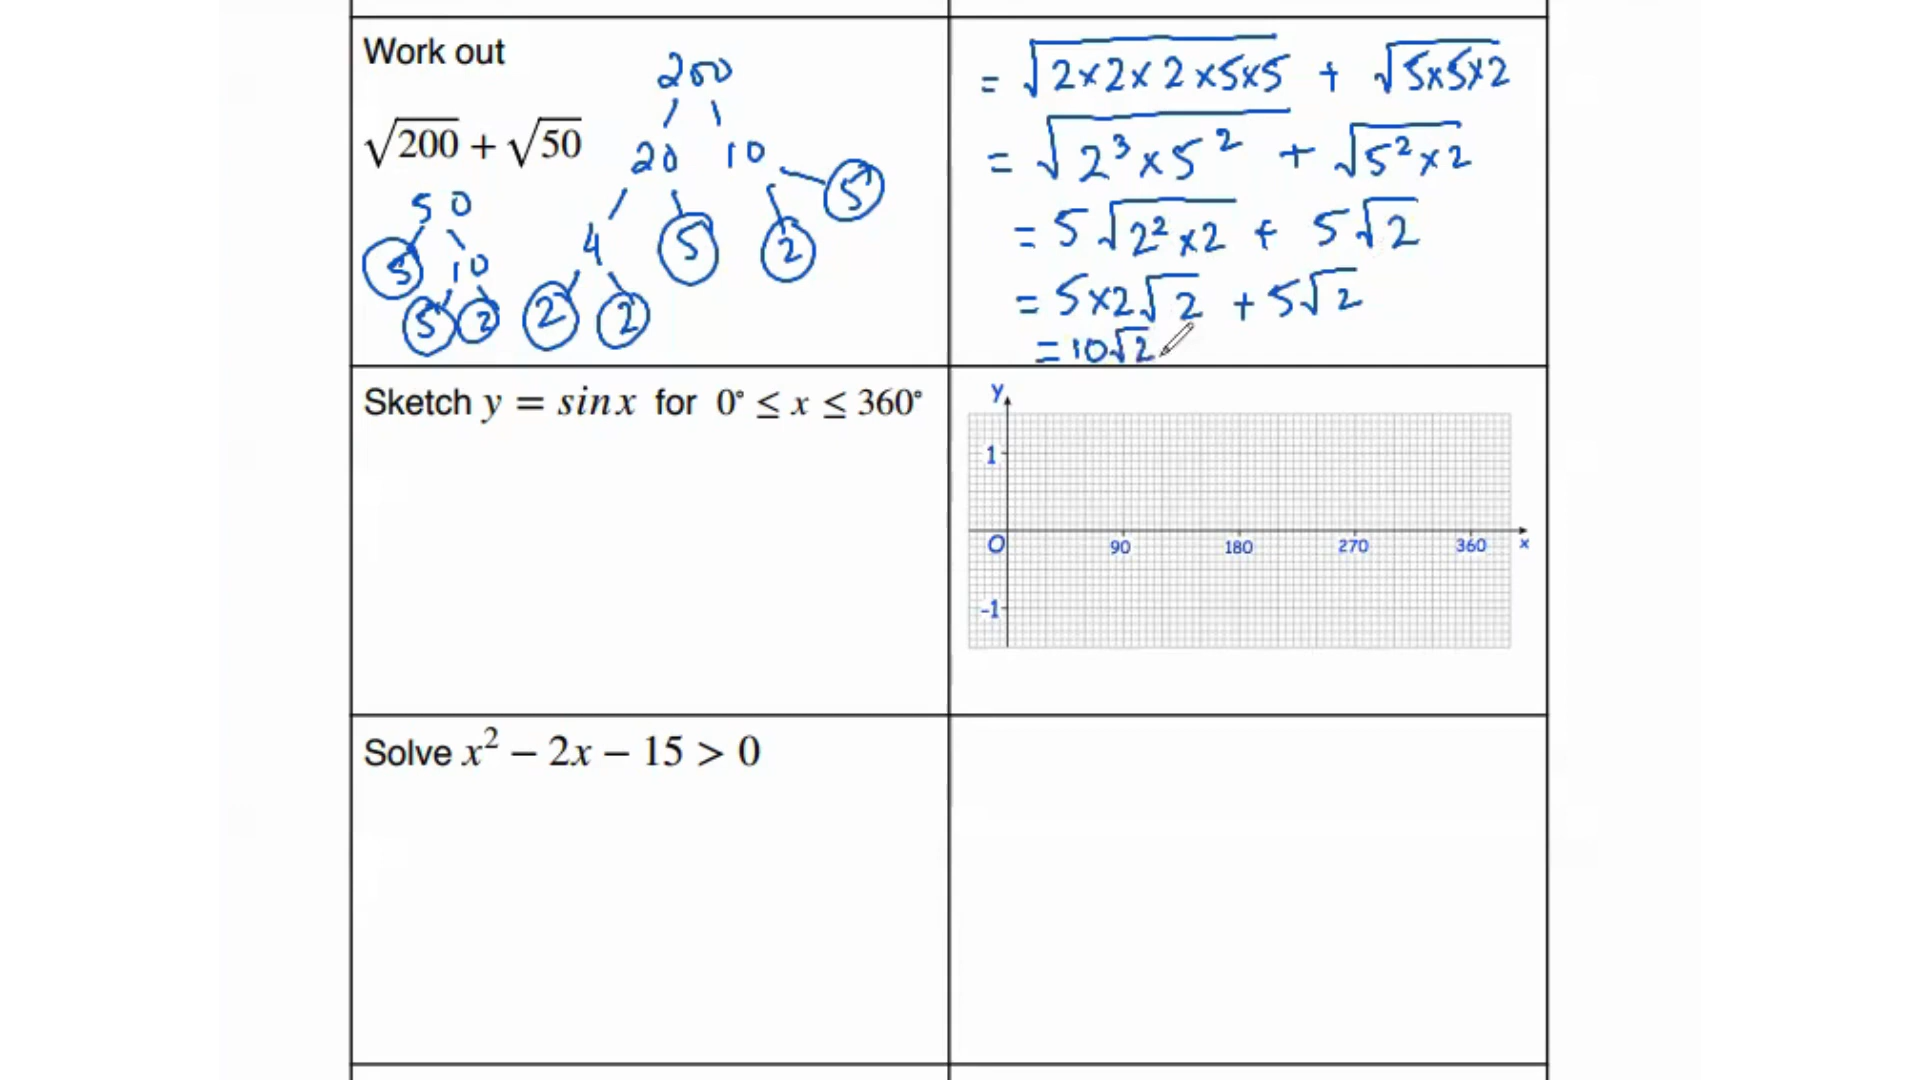 Work out
√200 + √50
200
20 10
4 5 2 5
2 2
50
5 10
5 2
= √2×2×2×5×5 + √5×5×2
= √2³×5² + √5²×2
= 5√2²×2 + 5√2
= 5×2√2 + 5√2
= 10√2
Sketch y = sinx for 0° ≤ x ≤ 360°
y
1
O 90 180 270 360 x
-1
Solve x² − 2x − 15 > 0